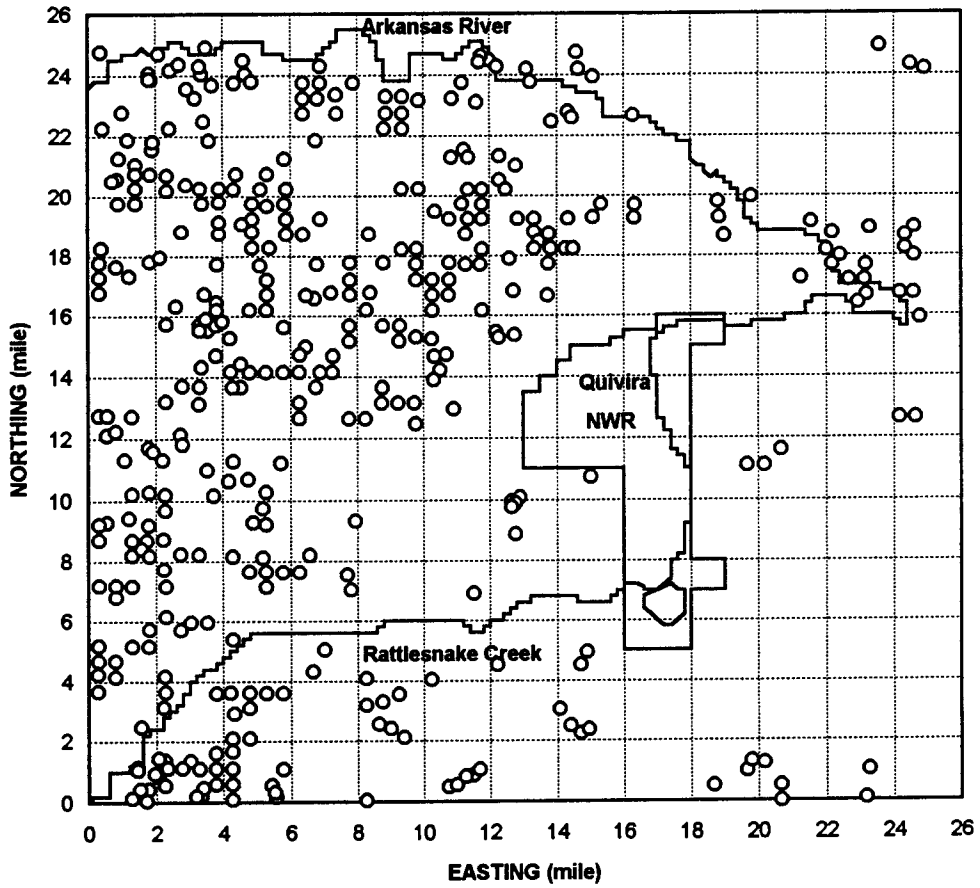 26
Arkansas River
24
22
20
18
16
14
12
10
8
6
4
2
0
NORTHING (mile)
Quivira
NWR
Rattlesnake Creek
0 2 4 6 8 10 12 14 16 18 20 22 24 26
EASTING (mile)